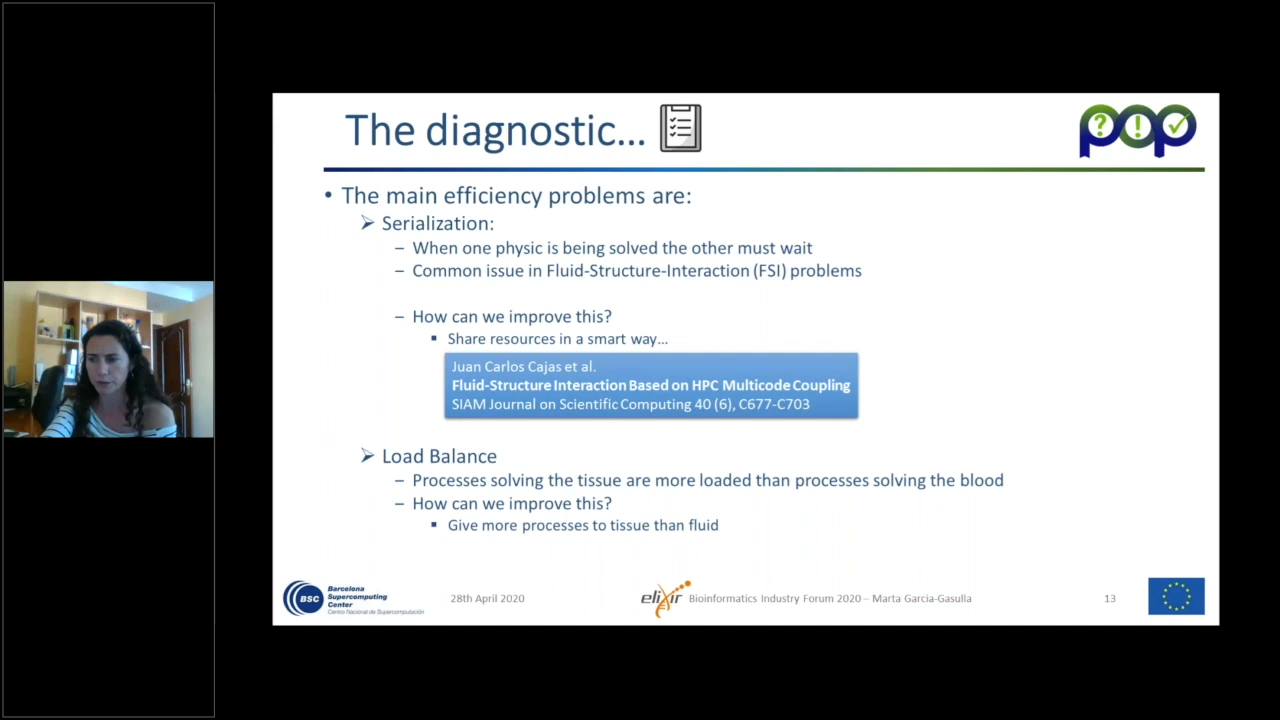 The diagnostic...
pop
• The main efficiency problems are:
➢ Serialization:
– When one physic is being solved the other must wait
– Common issue in Fluid-Structure-Interaction (FSI) problems
– How can we improve this?
▪ Share resources in a smart way...
Juan Carlos Cajas et al.
Fluid-Structure Interaction Based on HPC Multicode Coupling
SIAM Journal on Scientific Computing 40 (6), C677-C703
➢ Load Balance
– Processes solving the tissue are more loaded than processes solving the blood
– How can we improve this?
▪ Give more processes to tissue than fluid
BSC
Barcelona
Supercomputing
Center
Centro Nacional de Supercomputación
28th April 2020
elixir
Bioinformatics Industry Forum 2020 – Marta Garcia-Gasulla
13